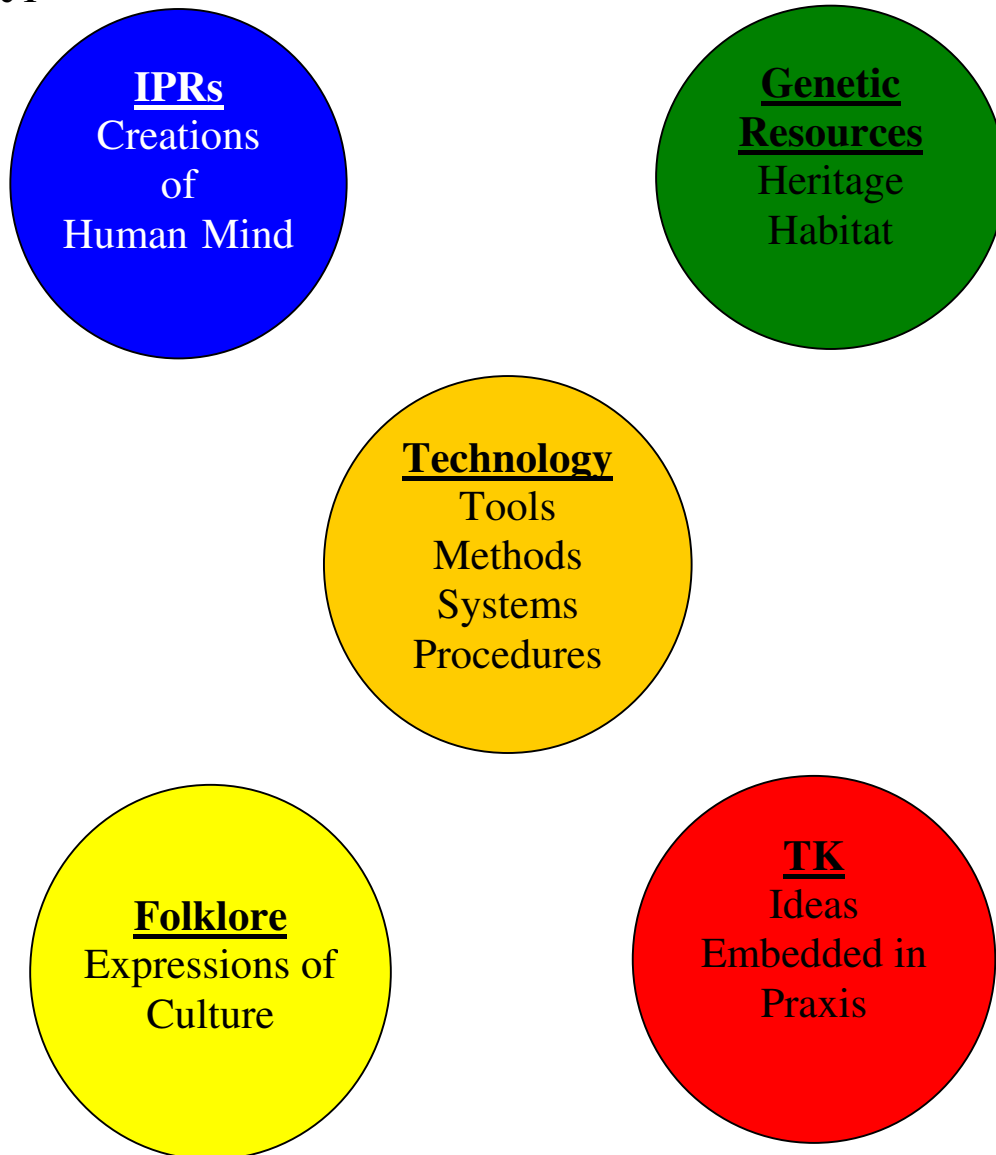 IPRs
Creations
of
Human Mind
Genetic
Resources
Heritage
Habitat
Technology
Tools
Methods
Systems
Procedures
Folklore
Expressions of
Culture
TK
Ideas
Embedded in
Praxis